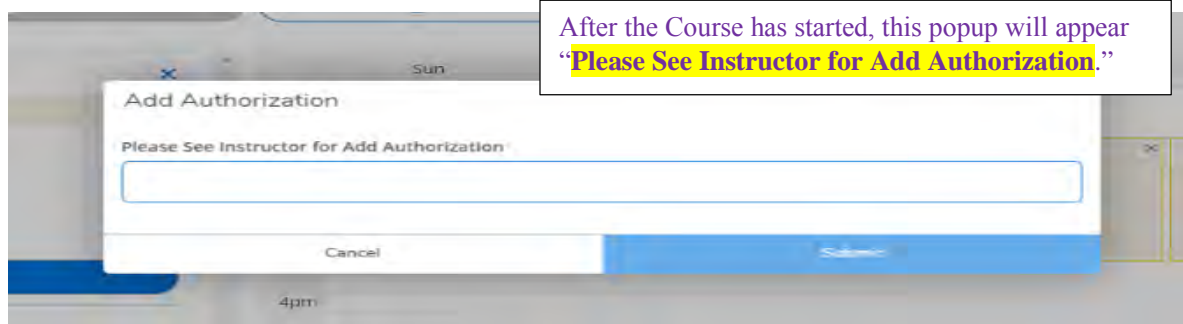 After the Course has started, this popup will appear
“Please See Instructor for Add Authorization.”
Sun
Add Authorization
Please See Instructor for Add Authorization
Cancel
Submit
4pm